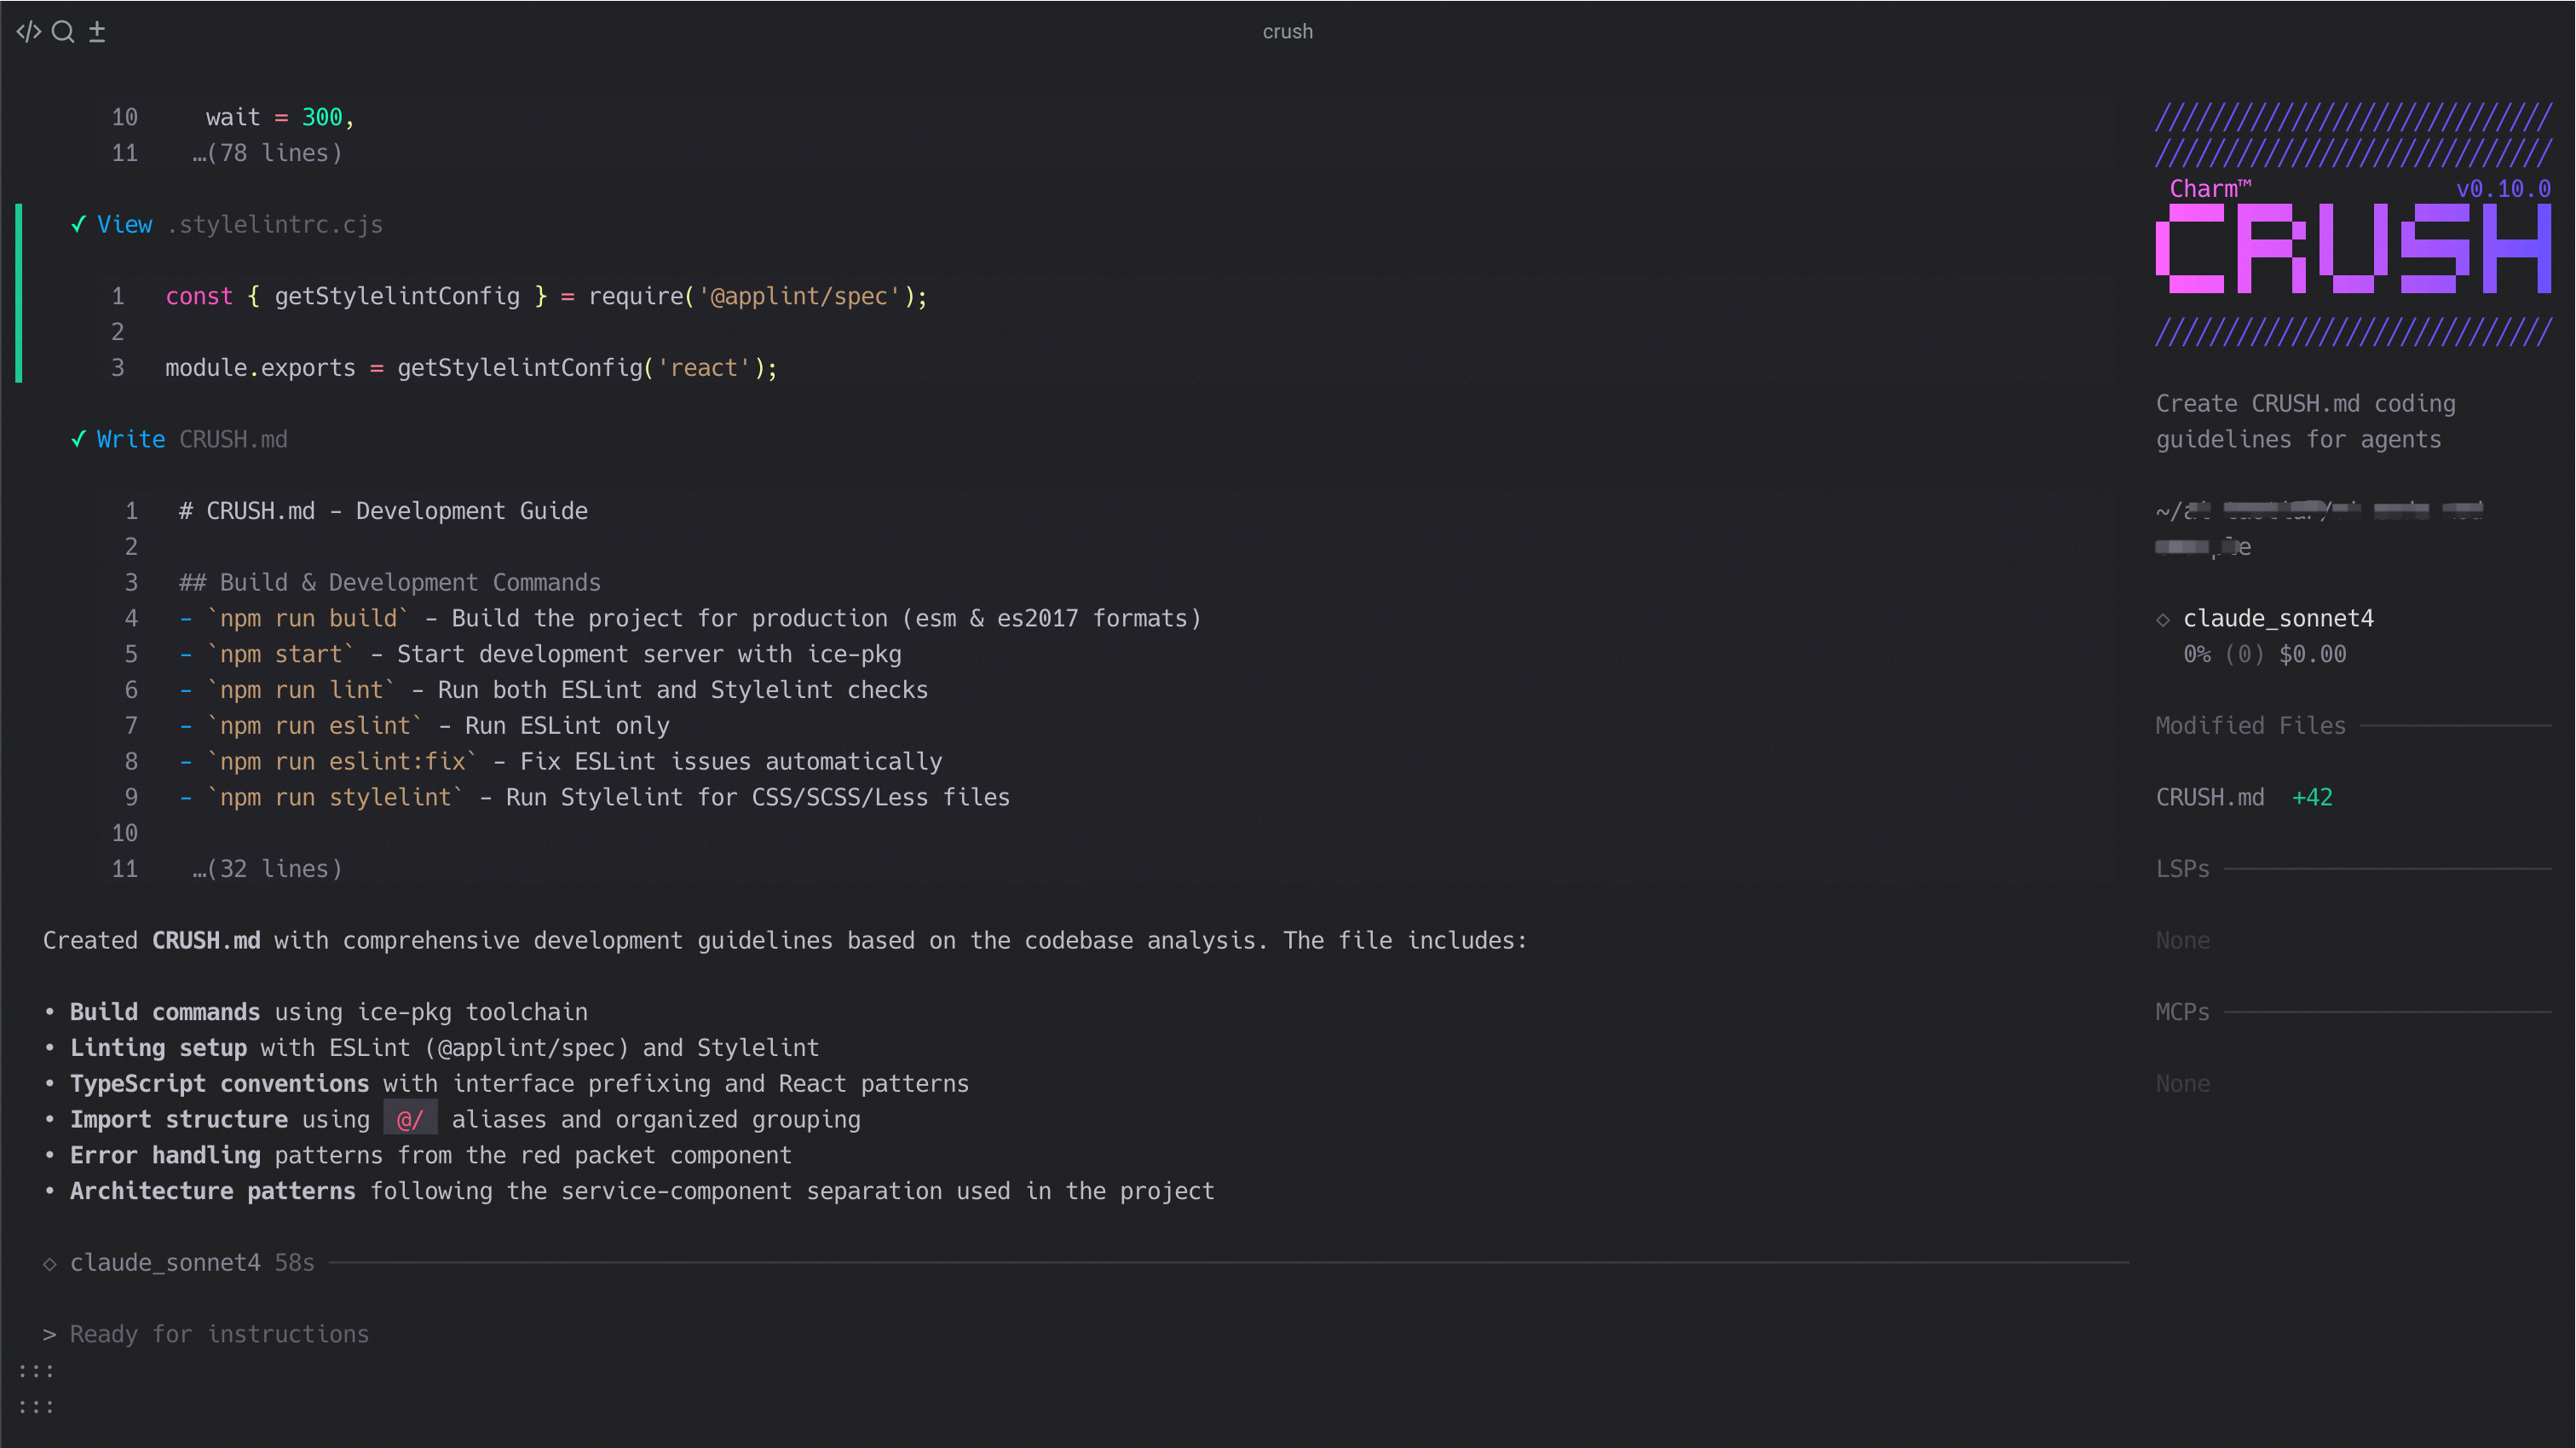 crush
10 wait = 300,
11 …(78 lines)
✓ View .stylelintrc.cjs
1 const { getStylelintConfig } = require('@applint/spec');
2
3 module.exports = getStylelintConfig('react');
✓ Write CRUSH.md
1 # CRUSH.md - Development Guide
2
3 ## Build & Development Commands
4 - `npm run build` - Build the project for production (esm & es2017 formats)
5 - `npm start` - Start development server with ice-pkg
6 - `npm run lint` - Run both ESLint and Stylelint checks
7 - `npm run eslint` - Run ESLint only
8 - `npm run eslint:fix` - Fix ESLint issues automatically
9 - `npm run stylelint` - Run Stylelint for CSS/SCSS/Less files
10
11 …(32 lines)
Created CRUSH.md with comprehensive development guidelines based on the codebase analysis. The file includes:
• Build commands using ice-pkg toolchain
• Linting setup with ESLint (@applint/spec) and Stylelint
• TypeScript conventions with interface prefixing and React patterns
• Import structure using @/ aliases and organized grouping
• Error handling patterns from the red packet component
• Architecture patterns following the service-component separation used in the project
◇ claude_sonnet4 58s
> Ready for instructions
:::
:::
Charm™ v0.10.0
CRUSH
Create CRUSH.md coding
guidelines for agents
◇ claude_sonnet4
0% (0) $0.00
Modified Files
CRUSH.md +42
LSPs
None
MCPs
None